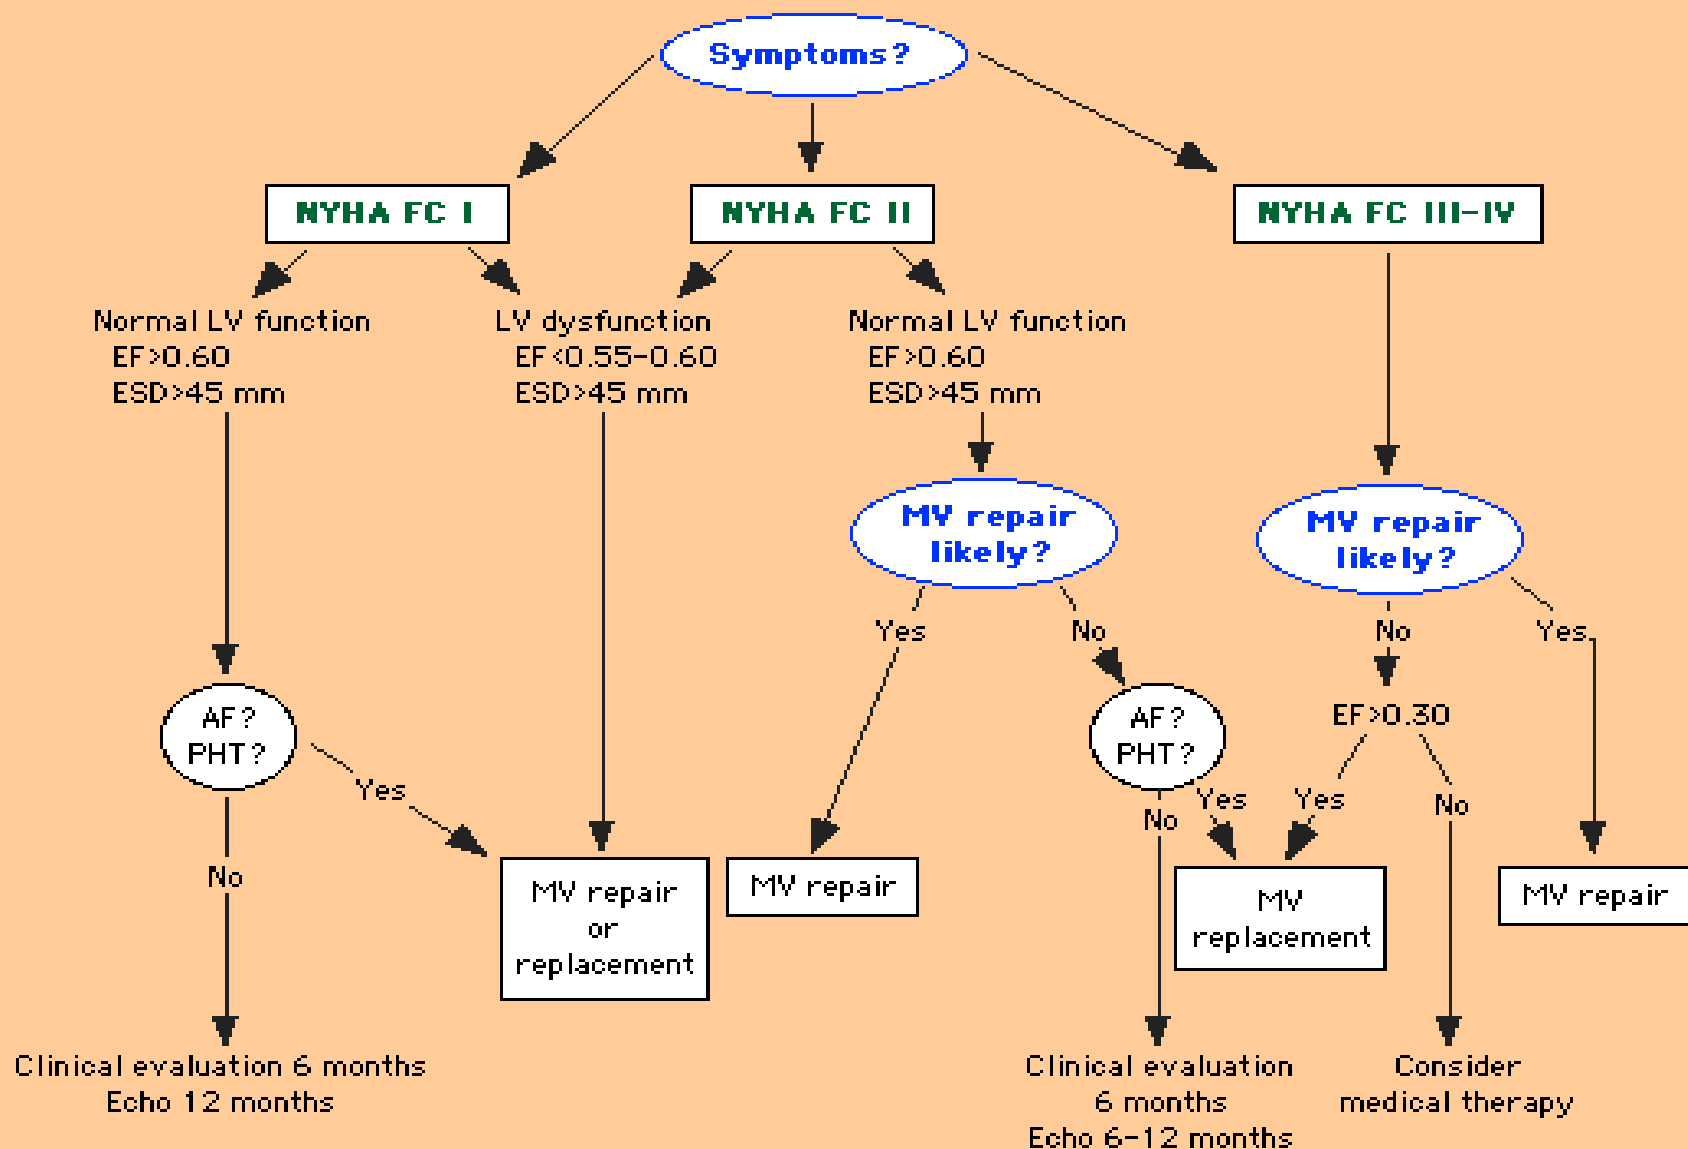 Symptoms?
NYHA FC I
NYHA FC II
NYHA FC III-IV
Normal LV function
EF>0.60
ESD>45 mm
LV dysfunction
EF<0.55-0.60
ESD>45 mm
Normal LV function
EF>0.60
ESD>45 mm
MV repair
likely?
MV repair
likely?
Yes
No
No
Yes
AF?
PHT?
AF?
PHT?
EF>0.30
Yes
No
Yes
No
Yes
No
MV repair
or
replacement
MV repair
MV
replacement
MV repair
Clinical evaluation 6 months
Echo 12 months
Clinical evaluation
6 months
Echo 6-12 months
Consider
medical therapy